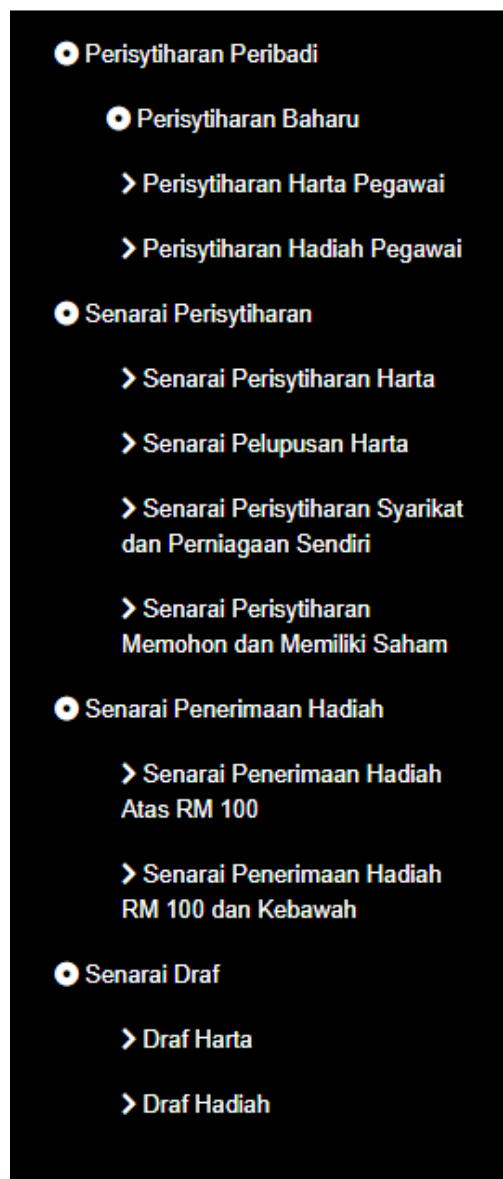 Perisytiharan Peribadi
Perisytiharan Baharu
Perisytiharan Harta Pegawai
Perisytiharan Hadiah Pegawai
Senarai Perisytiharan
Senarai Perisytiharan Harta
Senarai Pelupusan Harta
Senarai Perisytiharan Syarikat
dan Perniagaan Sendiri
Senarai Perisytiharan
Memohon dan Memiliki Saham
Senarai Penerimaan Hadiah
Senarai Penerimaan Hadiah
Atas RM 100
Senarai Penerimaan Hadiah
RM 100 dan Kebawah
Senarai Draf
Draf Harta
Draf Hadiah